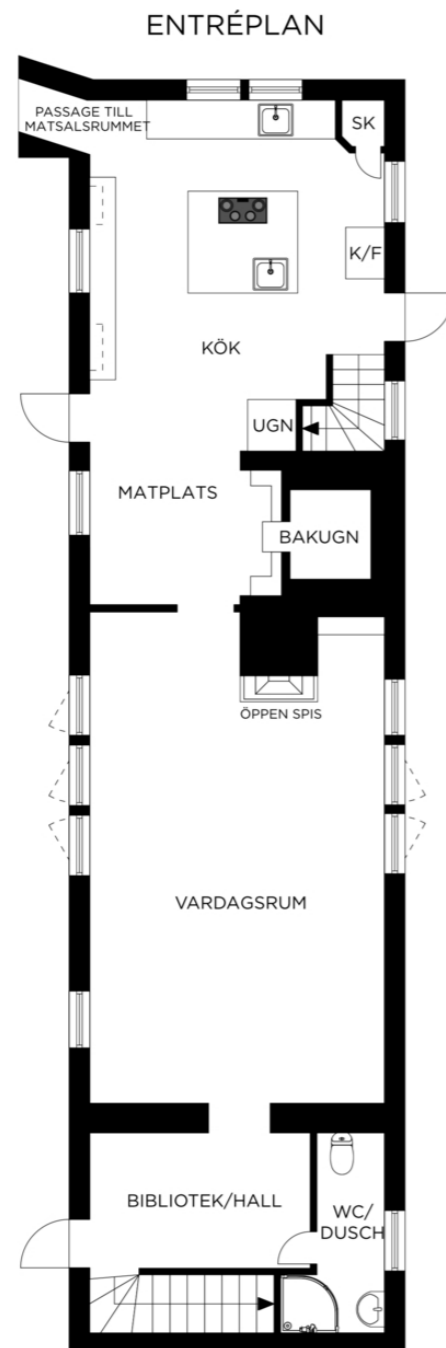 ENTRÉPLAN
PASSAGE TILL
MATSALSRUMMET
SK
K/F
KÖK
UGN
MATPLATS
BAKUGN
ÖPPEN SPIS
VARDAGSRUM
BIBLIOTEK/HALL
WC/
DUSCH